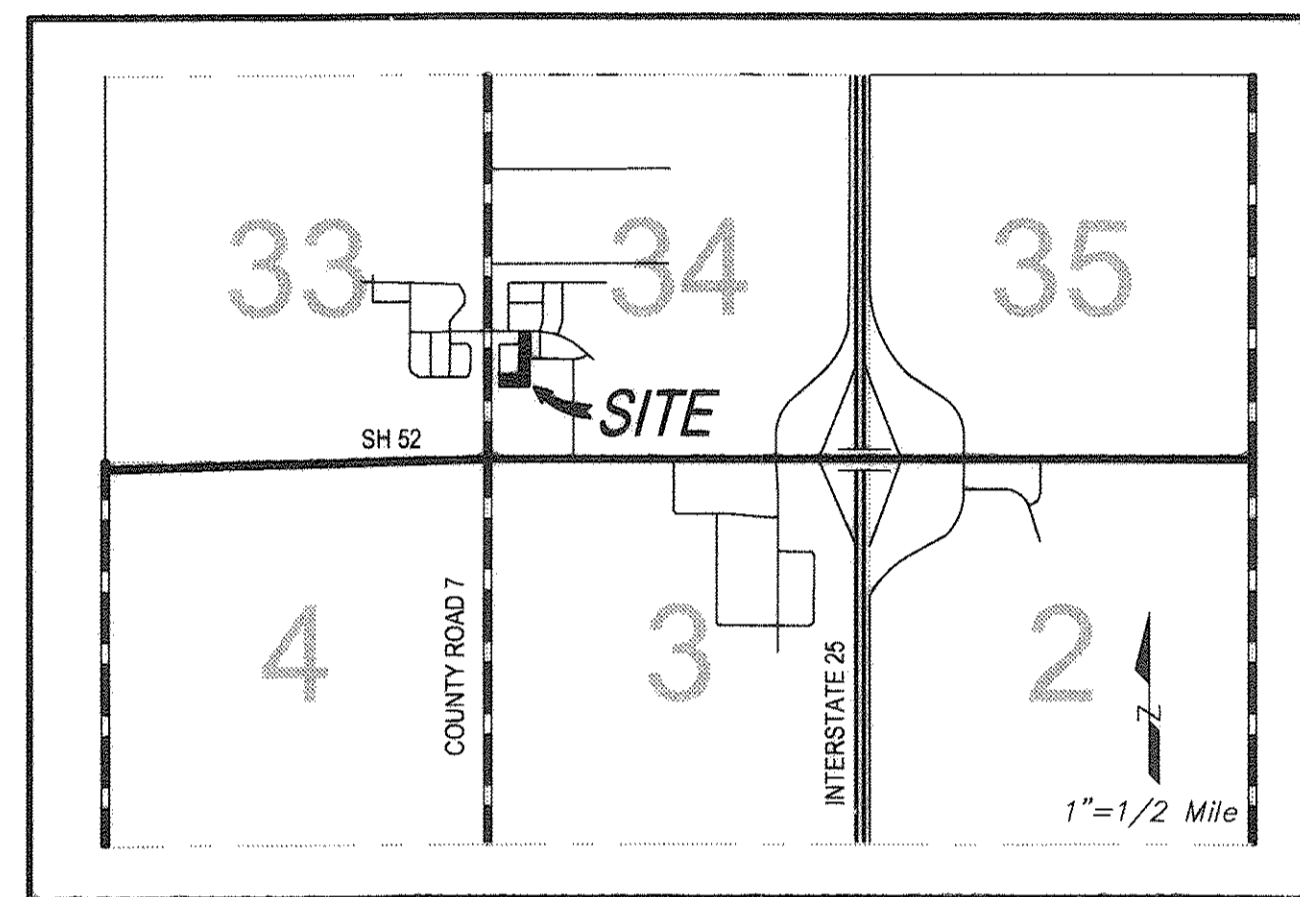 33
34
35
SITE
SH 52
4
COUNTY ROAD 7
3
INTERSTATE 25
2
Z
1"=1/2 Mile